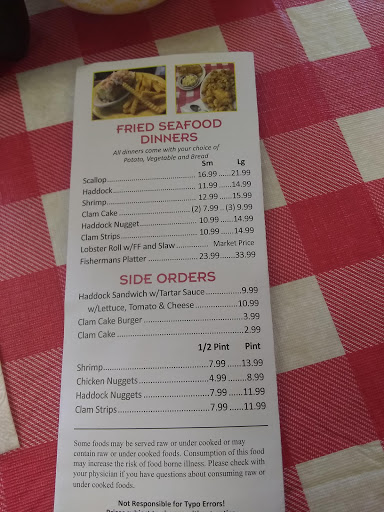 FRIED SEAFOOD
DINNERS
All dinners come with your choice of
Potato, Vegetable and Bread
Sm Lg
Scallop 16.99 ......21.99
Haddock 11.99 ......14.99
Shrimp 12.99 ......15.99
Clam Cake (2) 7.99 ... (3) 9.99
Haddock Nugget 10.99 ......14.99
Clam Strips 10.99 ......14.99
Lobster Roll w/FF and Slaw Market Price
Fishermans Platter 23.99 ......33.99
SIDE ORDERS
Haddock Sandwich w/Tartar Sauce 9.99
w/Lettuce, Tomato & Cheese 10.99
Clam Cake Burger 3.99
Clam Cake 2.99
1/2 Pint Pint
Shrimp 7.99 ......13.99
Chicken Nuggets 4.99 ........8.99
Haddock Nuggets 7.99 ......11.99
Clam Strips 7.99 ......11.99
Some foods may be served raw or under cooked or may
contain raw or under cooked foods. Consumption of this food
may increase the risk of food borne illness. Please check with
your physician if you have questions about consuming raw or
under cooked foods.
Not Responsible for Typo Errors!